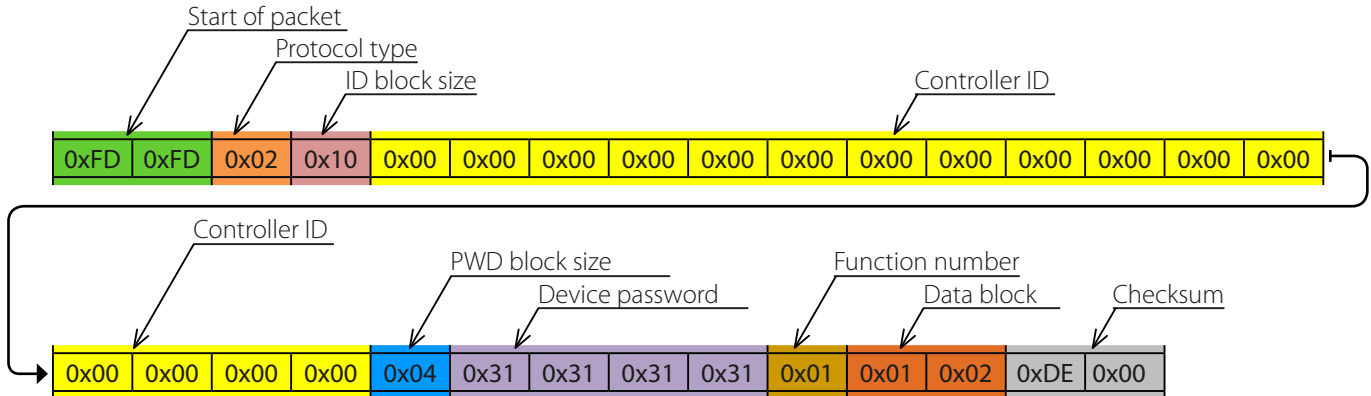 Start of packet
Protocol type
ID block size
Controller ID
0xFD 0xFD 0x02 0x10 0x00 0x00 0x00 0x00 0x00 0x00 0x00 0x00 0x00 0x00 0x00 0x00
Controller ID
PWD block size
Function number
Device password
Data block
Checksum
0x00 0x00 0x00 0x00 0x04 0x31 0x31 0x31 0x31 0x01 0x01 0x02 0xDE 0x00